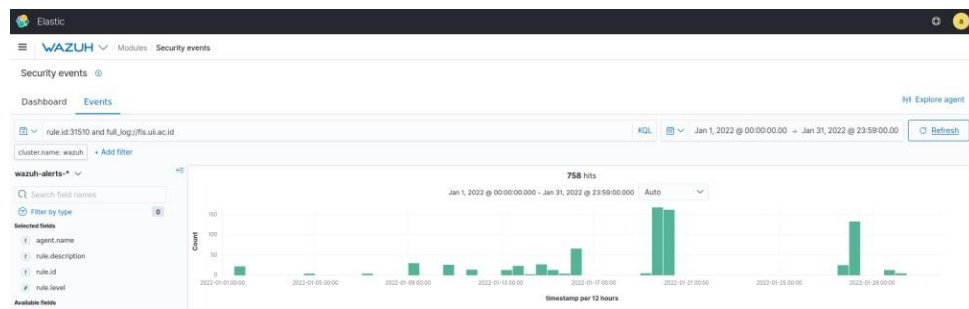 Elastic
a
WAZUH Modules Security events
Security events
Dashboard Events
Explore agent
rule.id:31510 and full_log://fis.uii.ac.id KQL Jan 1, 2022 @ 00:00:00.00 → Jan 31, 2022 @ 23:59:00.00 Refresh
cluster.name: wazuh + Add filter
wazuh-alerts-* 758 hits
Jan 1, 2022 @ 00:00:00.000 - Jan 31, 2022 @ 23:59:00.000 Auto
Search field names
Filter by type 0
Selected fields
t agent.name
t rule.description
t rule.id
# rule.level
Available fields
Count
150
100
50
0
2022-01-01 00:00 2022-01-05 00:00 2022-01-09 00:00 2022-01-13 00:00 2022-01-17 00:00 2022-01-21 00:00 2022-01-25 00:00 2022-01-29 00:00
timestamp per 12 hours